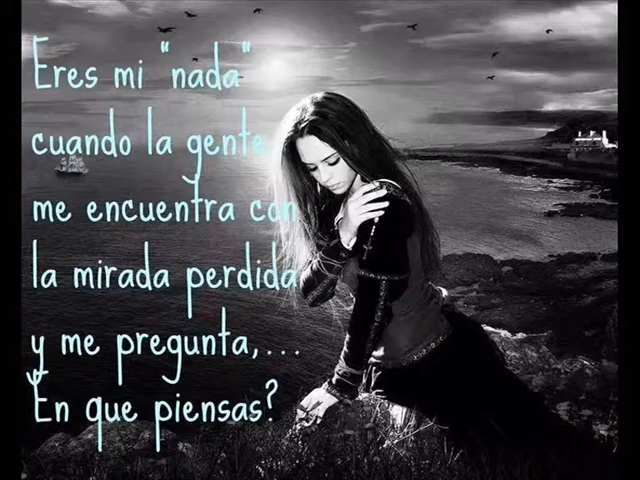 Eres mi "nada"
cuando la gente
me encuentra con
la mirada perdida
y me pregunta,...
En que piensas?